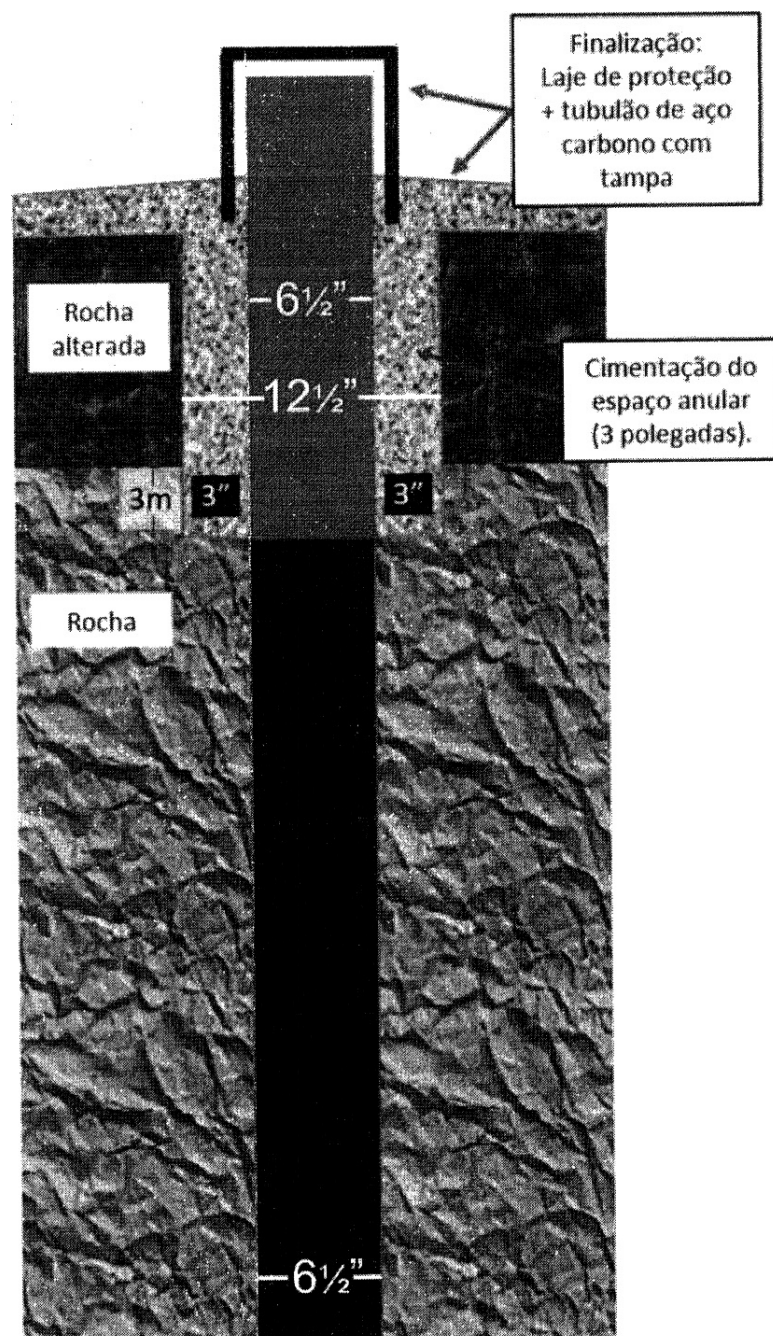 Finalização:
Laje de proteção
+ tubulão de aço
carbono com
tampa
6½”
Rocha
alterada
12½”
Cimentação do
espaço anular
(3 polegadas).
3m
3”
3”
Rocha
6½”